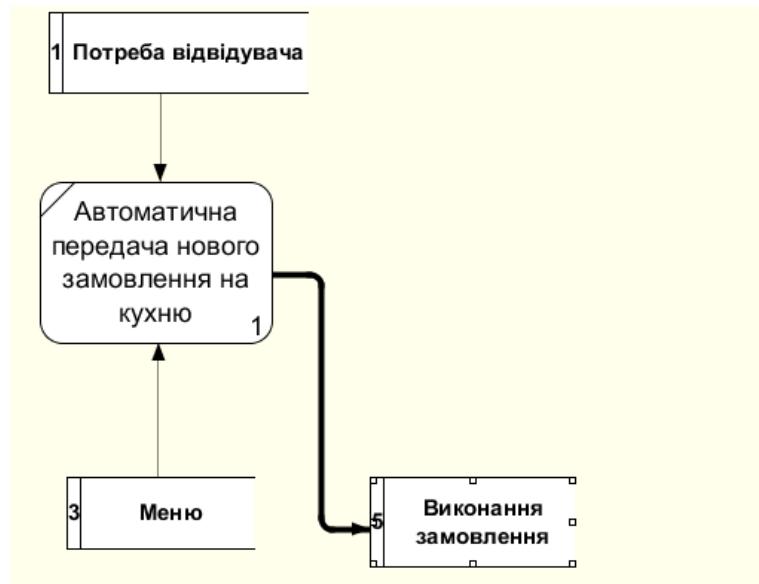 1 Потреба відвідувача
Автоматична
передача нового
замовлення на
кухню
1
3 Меню
5 Виконання
замовлення